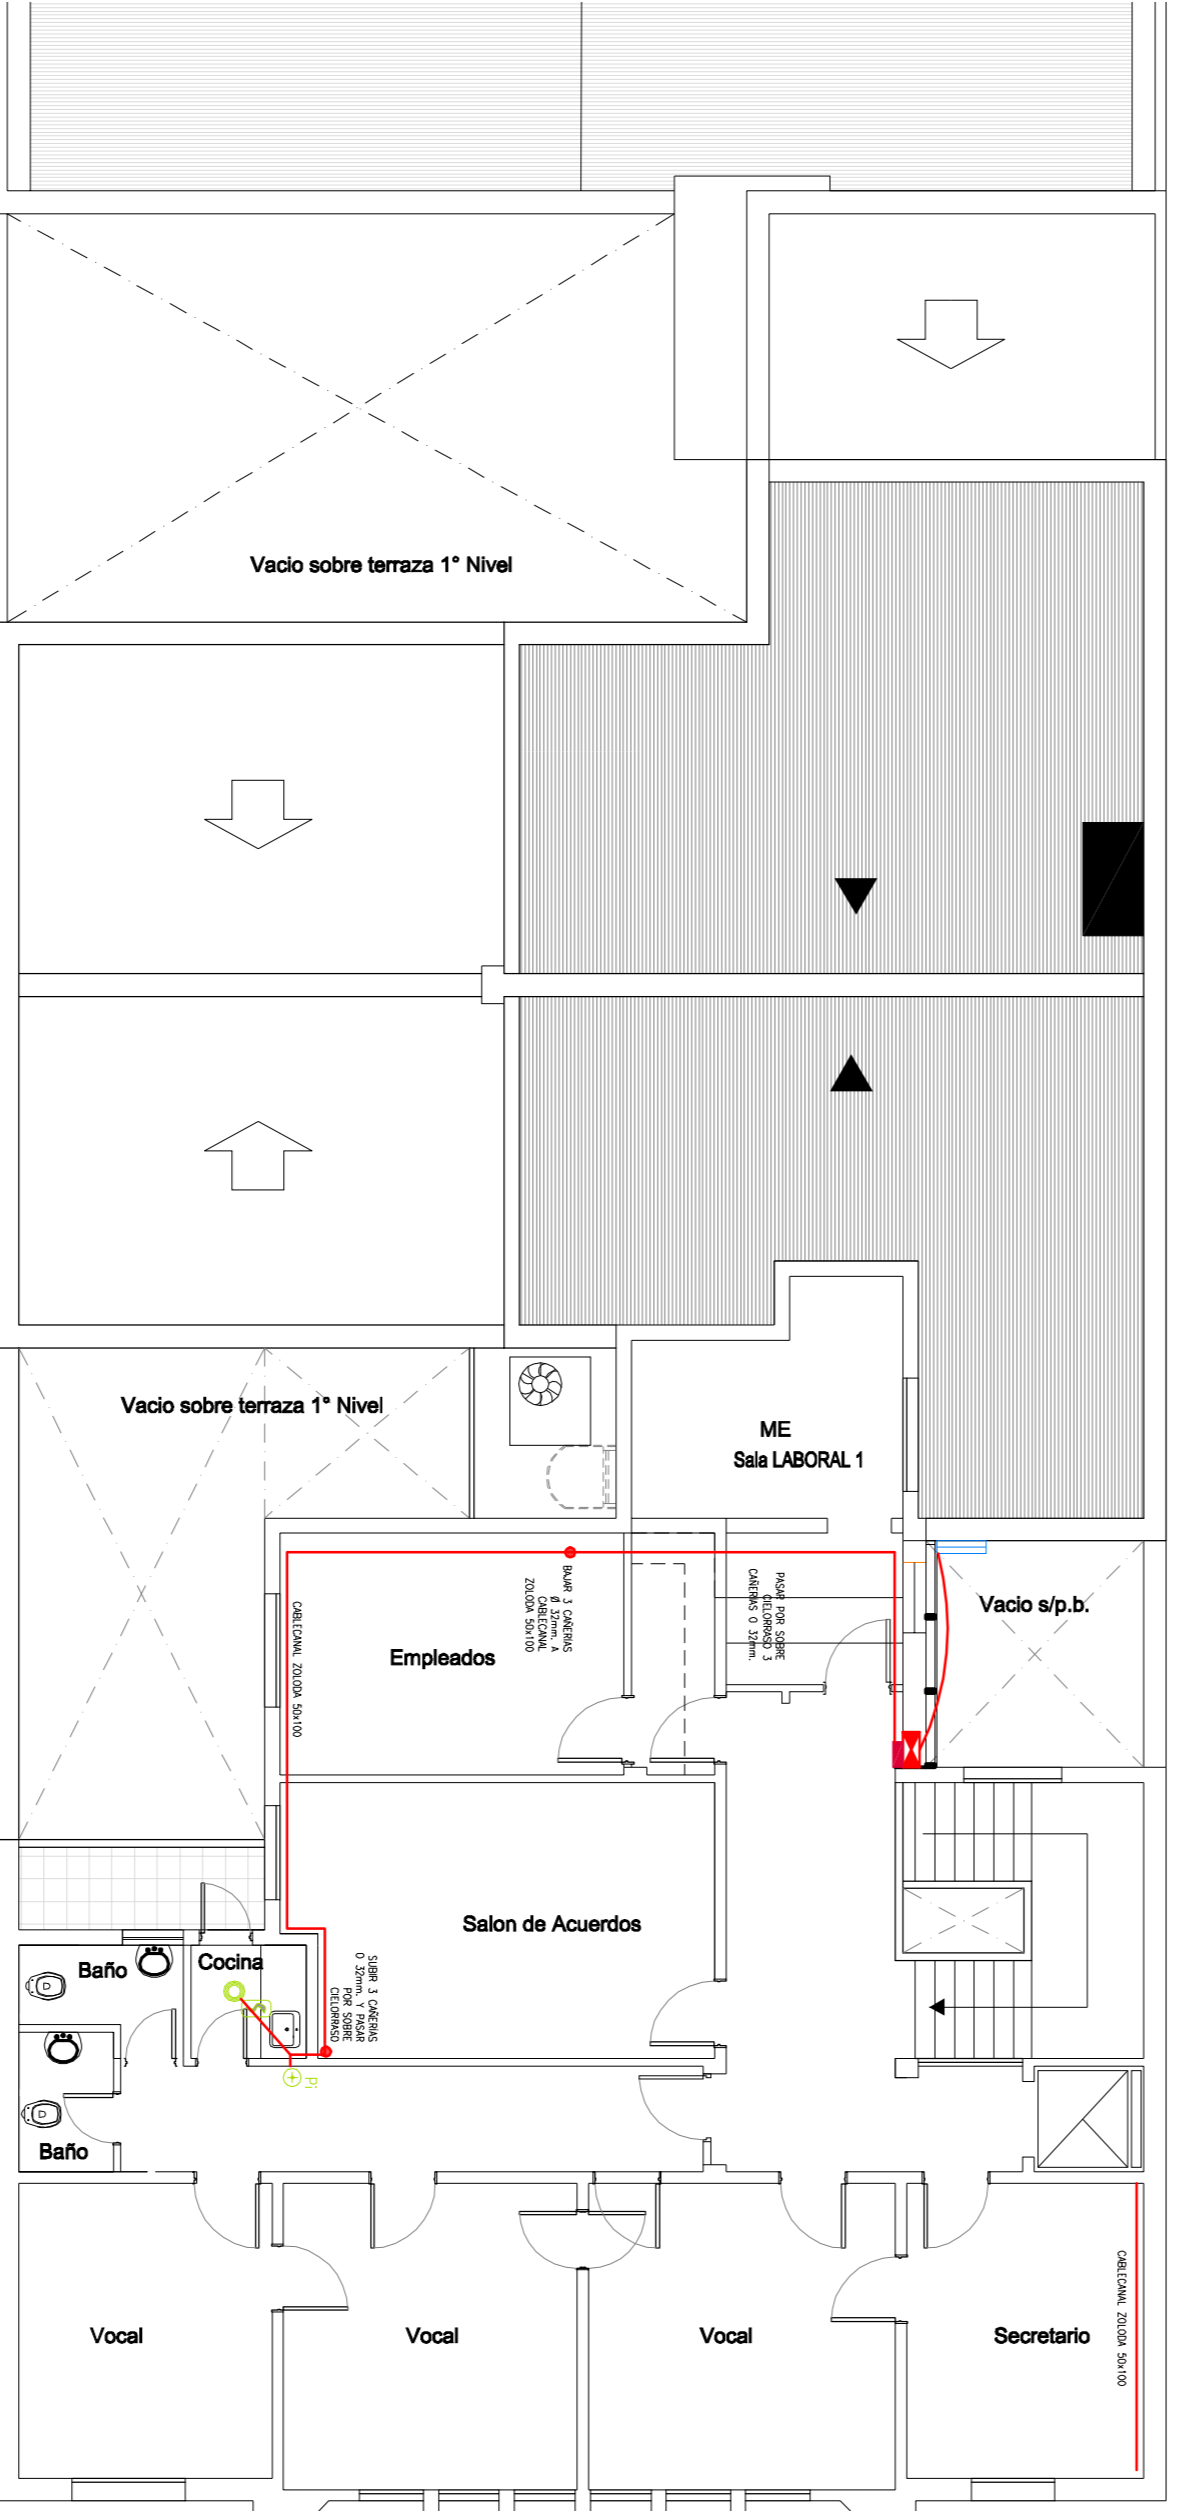 Vacio sobre terraza 1° Nivel
Vacio sobre terraza 1° Nivel
ME
Sala LABORAL 1
Vacio s/p.b.
PASAR POR SOBRE
CIELORRASO 3
CAÑERIAS O 32mm.
BAJAR 3 CAÑERIAS
Ø 32mm. A
CABLECANAL
ZOLODA 50x100
CABLECANAL ZOLODA 50x100
Empleados
Salon de Acuerdos
SUBIR 3 CAÑERIAS
O 32mm. Y PASAR
POR SOBRE
CIELORRASO
Cocina
Baño
Pi
Baño
Vocal
Vocal
Vocal
Secretario
CABLECANAL ZOLODA 50x100